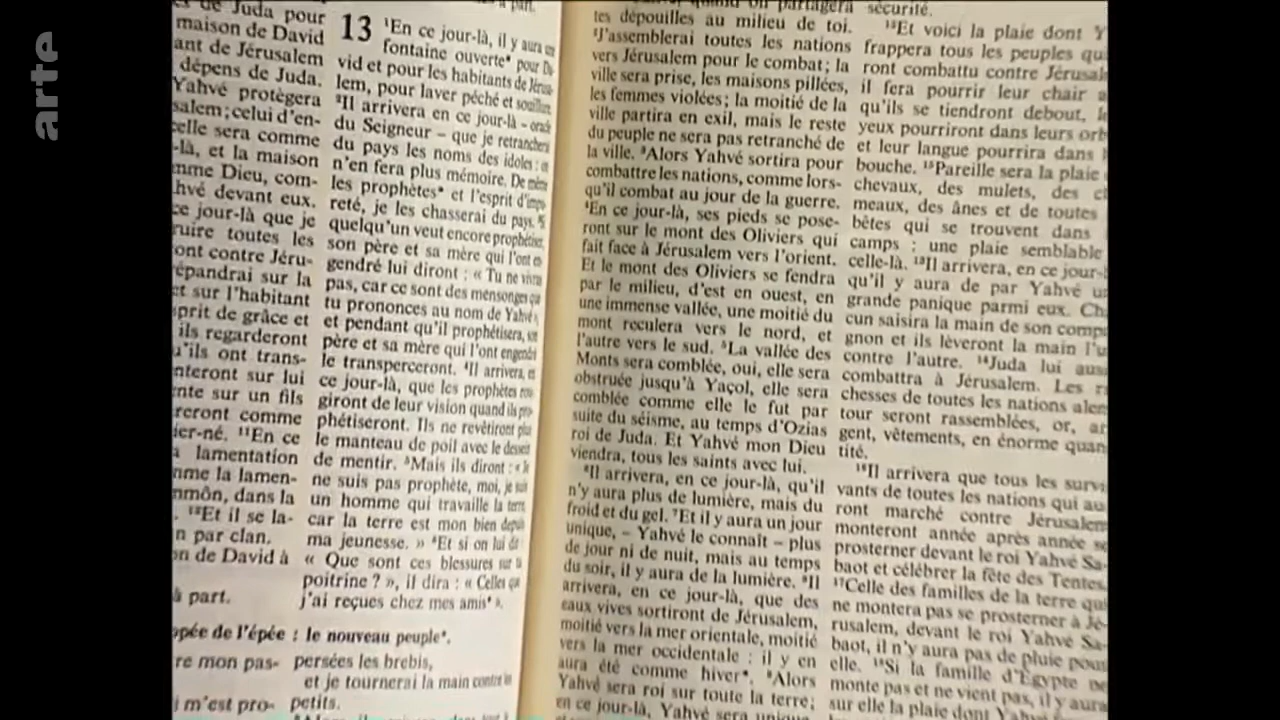 arte
s de Juda pour
maison de David
ant de Jérusalem
dépens de Juda.
Yahvé protègera
salem ; celui d'en-
celle sera comme
-là, et la maison
mme Dieu, com-
hvé devant eux.
ce jour-là que je
ruire toutes les
ont contre Jéru-
épandrai sur la
et sur l'habitant
sprit de grâce et
ils regarderont
u'ils ont trans-
nteront sur lui
nte sur un fils
reront comme
ier-né. ¹¹En ce
a lamentation
nme la lamen-
nmôn, dans la
. ¹²Et il se la-
n par clan.
on de David à
à part.
opée de l'épée : le nouveau peuple*.
re mon pas-
i m'est pro-
à part.
13 ¹En ce jour-là, il y aura une
fontaine ouverte* pour Da-
vid et pour les habitants de Jérusa-
lem, pour laver péché et souillure.
²Il arrivera en ce jour-là – oracle
du Seigneur – que je retrancherai
du pays les noms des idoles : on
n'en fera plus mémoire. De même
les prophètes* et l'esprit d'impu-
reté, je les chasserai du pays. ³Si
quelqu'un veut encore prophétiser,
son père et sa mère qui l'ont en-
gendré lui diront : « Tu ne vivras
pas, car ce sont des mensonges que
tu prononces au nom de Yahvé »,
et pendant qu'il prophétisera, son
père et sa mère qui l'ont engendré
le transperceront. ⁴Il arrivera, en
ce jour-là, que les prophètes rou-
giront de leur vision quand ils pro-
phétiseront. Ils ne revêtiront plus
le manteau de poil avec le dessein
de mentir. ⁵Mais ils diront : « Je
ne suis pas prophète, moi, je suis
un homme qui travaille la terre,
car la terre est mon bien depuis
ma jeunesse. » ⁶Et si on lui dit :
« Que sont ces blessures sur ta
poitrine ? », il dira : « Celles que
j'ai reçues chez mes amis* ».
persées les brebis,
et je tournerai la main contre les
petits.
quand on partagera
tes dépouilles au milieu de toi.
²J'assemblerai toutes les nations
vers Jérusalem pour le combat ; la
ville sera prise, les maisons pillées,
les femmes violées ; la moitié de la
ville partira en exil, mais le reste
du peuple ne sera pas retranché de
la ville. ³Alors Yahvé sortira pour
combattre les nations, comme lors-
qu'il combat au jour de la guerre.
⁴En ce jour-là, ses pieds se pose-
ront sur le mont des Oliviers qui
fait face à Jérusalem vers l'orient.
Et le mont des Oliviers se fendra
par le milieu, d'est en ouest, en
une immense vallée, une moitié du
mont reculera vers le nord, et
l'autre vers le sud. ⁵La vallée des
Monts sera comblée, oui, elle sera
obstruée jusqu'à Yaçol, elle sera
comblée comme elle le fut par
suite du séisme, au temps d'Ozias
roi de Juda. Et Yahvé mon Dieu
viendra, tous les saints avec lui.
⁶Il arrivera, en ce jour-là, qu'il
n'y aura plus de lumière, mais du
froid et du gel. ⁷Et il y aura un jour
unique, – Yahvé le connaît – plus
de jour ni de nuit, mais au temps
du soir, il y aura de la lumière. ⁸Il
arrivera, en ce jour-là, que des
eaux vives sortiront de Jérusalem,
moitié vers la mer orientale, moitié
vers la mer occidentale : il y en
aura été comme hiver*. ⁹Alors
Yahvé sera roi sur toute la terre ;
en ce jour-là, Yahvé sera unique
sécurité.
¹²Et voici la plaie dont Y
frappera tous les peuples qui
ront combattu contre Jérusal
il fera pourrir leur chair a
qu'ils se tiendront debout, l
yeux pourriront dans leurs orb
et leur langue pourrira dans l
bouche. ¹⁵Pareille sera la plaie
chevaux, des mulets, des c
meaux, des ânes et de toutes
bêtes qui se trouvent dans
camps : une plaie semblable
celle-là. ¹³Il arrivera, en ce jour-l
qu'il y aura de par Yahvé u
grande panique parmi eux. Ch
cun saisira la main de son comp
gnon et ils lèveront la main l'u
contre l'autre. ¹⁴Juda lui auss
combattra à Jérusalem. Les r
chesses de toutes les nations alen
tour seront rassemblées, or, ar
gent, vêtements, en énorme quan
tité.
¹⁶Il arrivera que tous les survi
vants de toutes les nations qui au
ront marché contre Jérusalem
monteront année après année se
prosterner devant le roi Yahvé Sa-
baot et célébrer la fête des Tentes.
¹⁷Celle des familles de la terre qui
ne montera pas se prosterner à Jé-
rusalem, devant le roi Yahvé Sa-
baot, il n'y aura pas de pluie pour
elle. ¹⁸Si la famille d'Égypte ne
monte pas et ne vient pas, il y aura
sur elle la plaie dont Yahvé